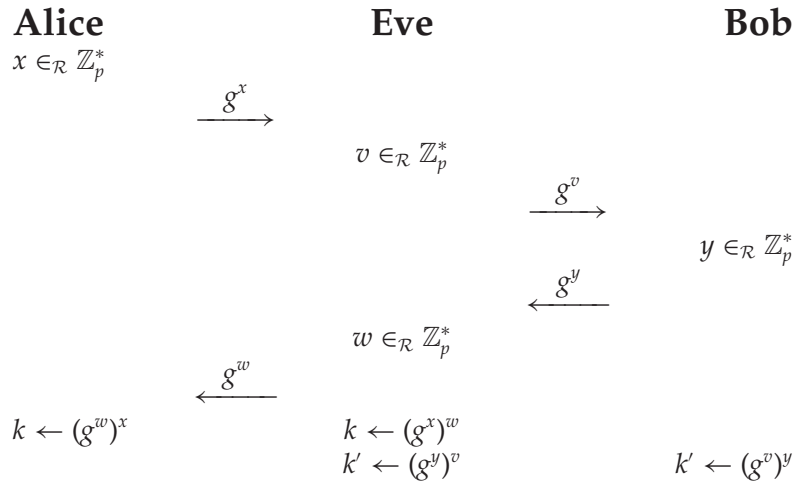 Alice Eve Bob
x ∈_ℛ ℤ_p^*
g^x
v ∈_ℛ ℤ_p^*
g^v
y ∈_ℛ ℤ_p^*
g^y
w ∈_ℛ ℤ_p^*
g^w
k ← (g^w)^x k ← (g^x)^w
k′ ← (g^y)^v k′ ← (g^v)^y